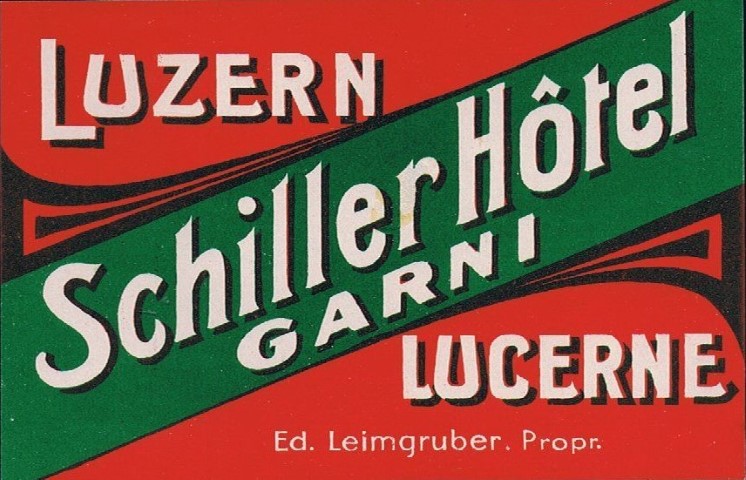 LUZERN
Schiller Hôtel
GARNI
LUCERNE
Ed. Leimgruber. Propr.